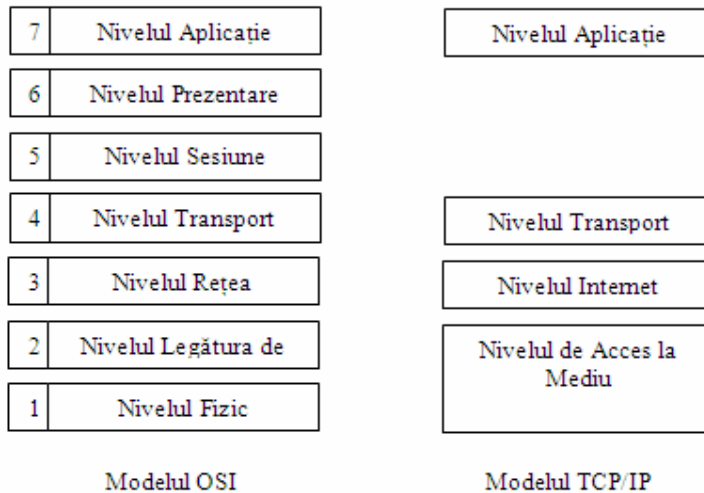 7 Nivelul Aplicație
6 Nivelul Prezentare
5 Nivelul Sesiune
4 Nivelul Transport
3 Nivelul Rețea
2 Nivelul Legătura de
1 Nivelul Fizic
Modelul OSI
Nivelul Aplicație
Nivelul Transport
Nivelul Internet
Nivelul de Acces la
Mediu
Modelul TCP/IP